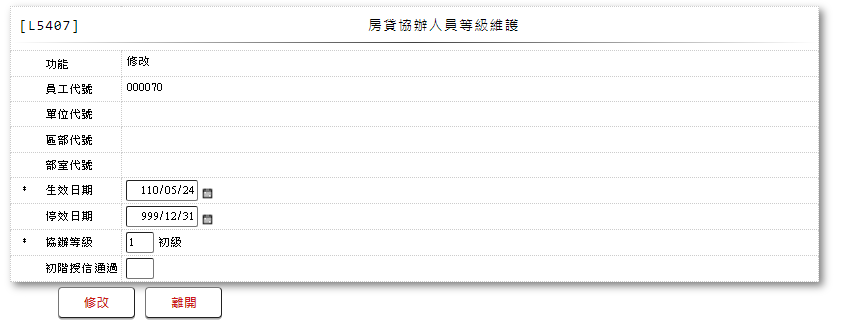 [L5407] 房貸協辦人員等級維護
功能 修改
員工代號 000070
單位代號
區部代號
部室代號
* 生效日期 110/05/24
停效日期 999/12/31
* 協辦等級 1 初級
初階授信通過
修改 離開